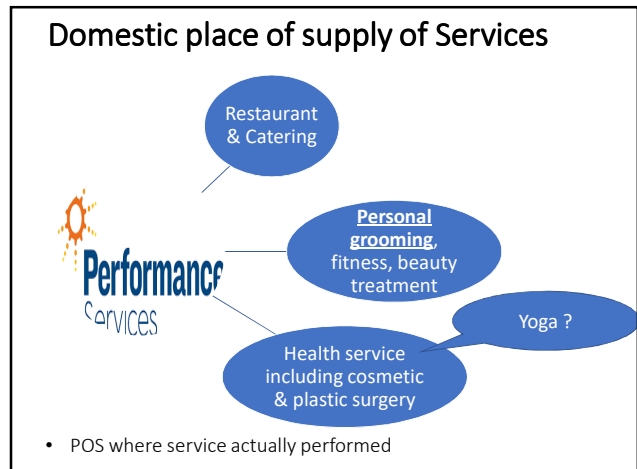 Domestic place of supply of Services
Restaurant
& Catering
Personal
grooming,
fitness, beauty
treatment
Performance
Services
Yoga ?
Health service
including cosmetic
& plastic surgery
• POS where service actually performed